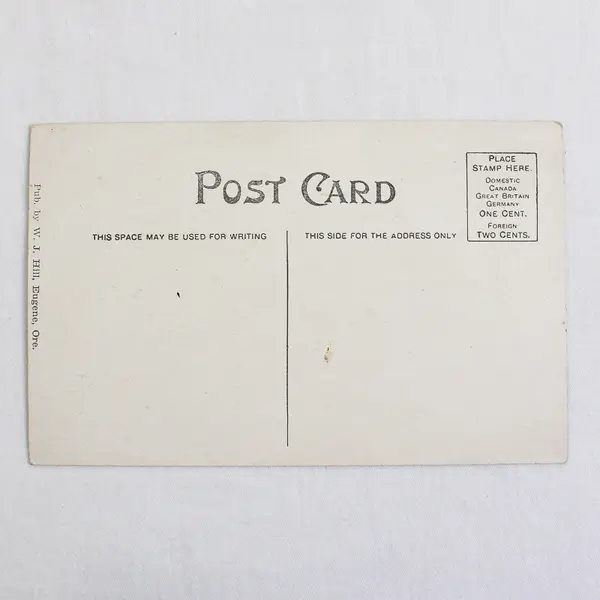 POST CARD
THIS SPACE MAY BE USED FOR WRITING
THIS SIDE FOR THE ADDRESS ONLY
PLACE
STAMP HERE.
DOMESTIC
CANADA
GREAT BRITAIN
GERMANY
ONE CENT.
FOREIGN
TWO CENTS.
Pub. by W. J. Hill, Eugene, Ore.